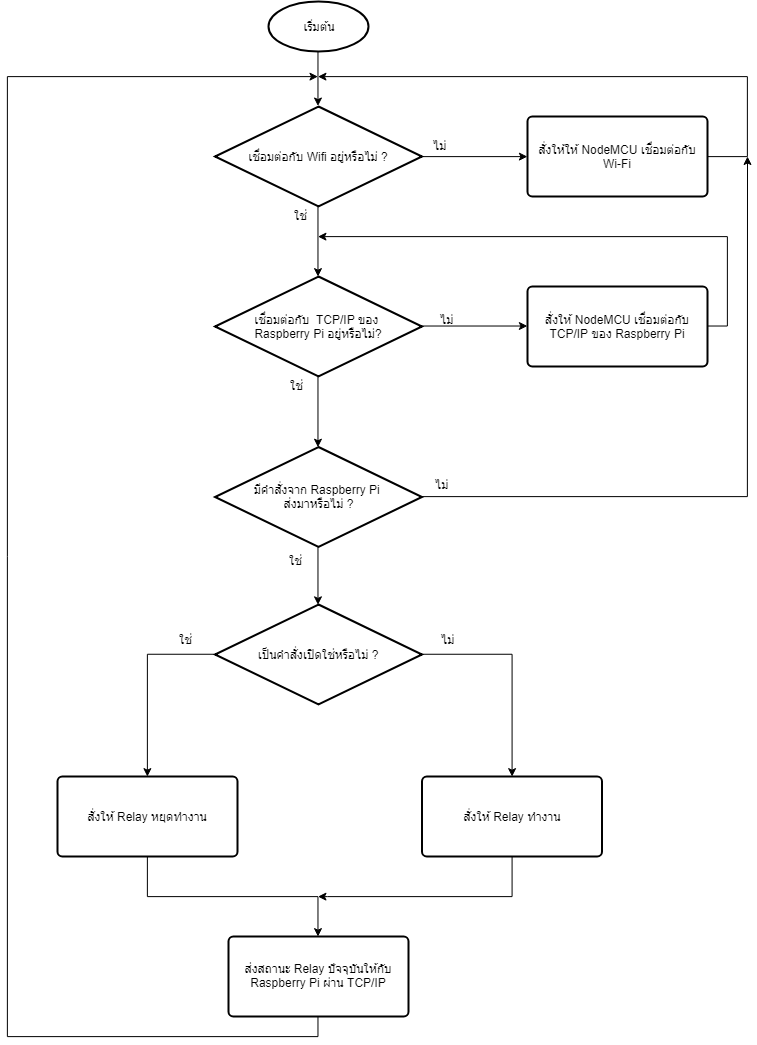 เริ่มต้น
เชื่อมต่อกับ Wifi อยู่หรือไม่ ?
ไม่
สั่งให้ให้ NodeMCU เชื่อมต่อกับ
Wi-Fi
ใช่
เชื่อมต่อกับ TCP/IP ของ
Raspberry Pi อยู่หรือไม่?
ไม่
สั่งให้ NodeMCU เชื่อมต่อกับ
TCP/IP ของ Raspberry Pi
ใช่
มีคำสั่งจาก Raspberry Pi
ส่งมาหรือไม่ ?
ไม่
ใช่
เป็นคำสั่งเปิดใช่หรือไม่ ?
ใช่
ไม่
สั่งให้ Relay หยุดทำงาน
สั่งให้ Relay ทำงาน
ส่งสถานะ Relay ปัจจุบันให้กับ
Raspberry Pi ผ่าน TCP/IP